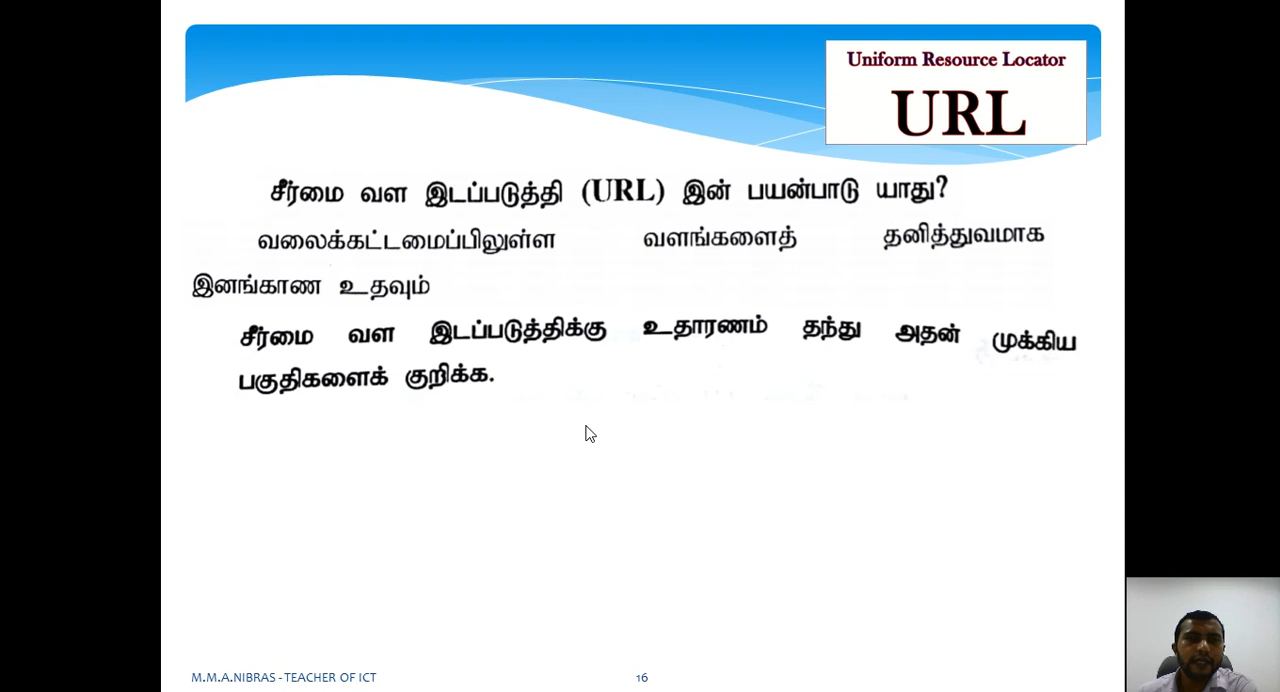 Uniform Resource Locator
URL
சீர்மை வள இடப்படுத்தி (URL) இன் பயன்பாடு யாது?
வலைக்கட்டமைப்பிலுள்ள வளங்களைத் தனித்துவமாக
இனங்காண உதவும்
சீர்மை வள இடப்படுத்திக்கு உதாரணம் தந்து அதன் முக்கிய
பகுதிகளைக் குறிக்க.
M.M.A.NIBRAS - TEACHER OF ICT
16